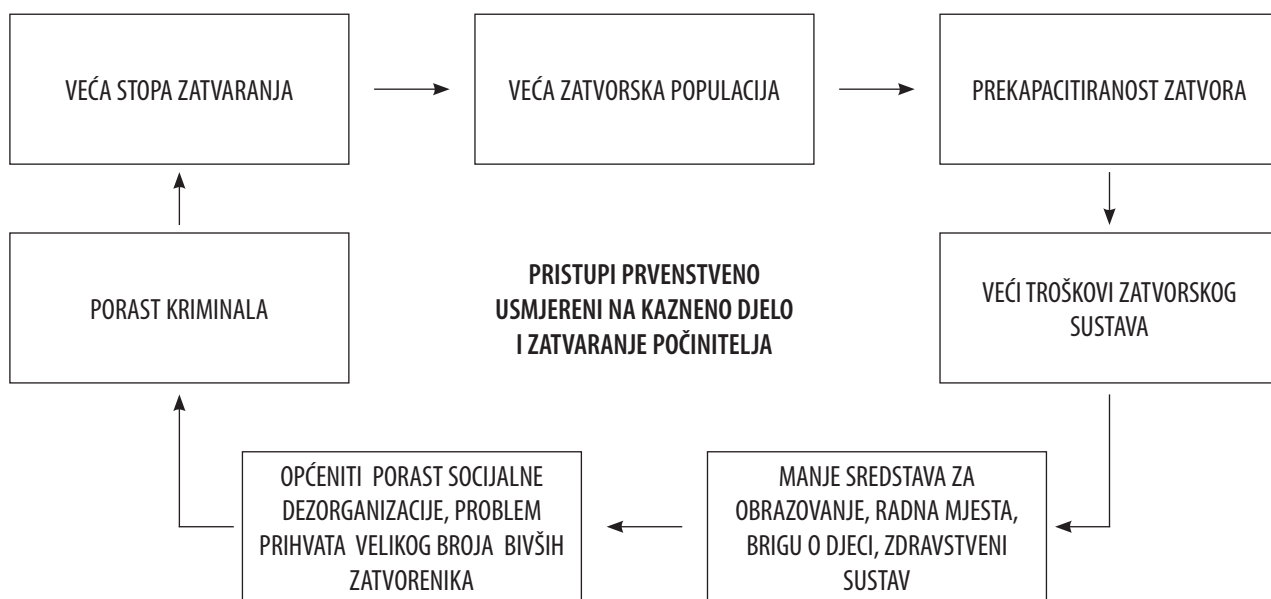 VEĆA STOPA ZATVARANJA
VEĆA ZATVORSKA POPULACIJA
PREKAPACITIRANOST ZATVORA
PORAST KRIMINALA
PRISTUPI PRVENSTVENO
USMJERENI NA KAZNENO DJELO
I ZATVARANJE POČINITELJA
VEĆI TROŠKOVI ZATVORSKOG
SUSTAVA
OPĆENITI PORAST SOCIJALNE
DEZORGANIZACIJE, PROBLEM
PRIHVATA VELIKOG BROJA BIVŠIH
ZATVORENIKA
MANJE SREDSTAVA ZA
OBRAZOVANJE, RADNA MJESTA,
BRIGU O DJECI, ZDRAVSTVENI
SUSTAV